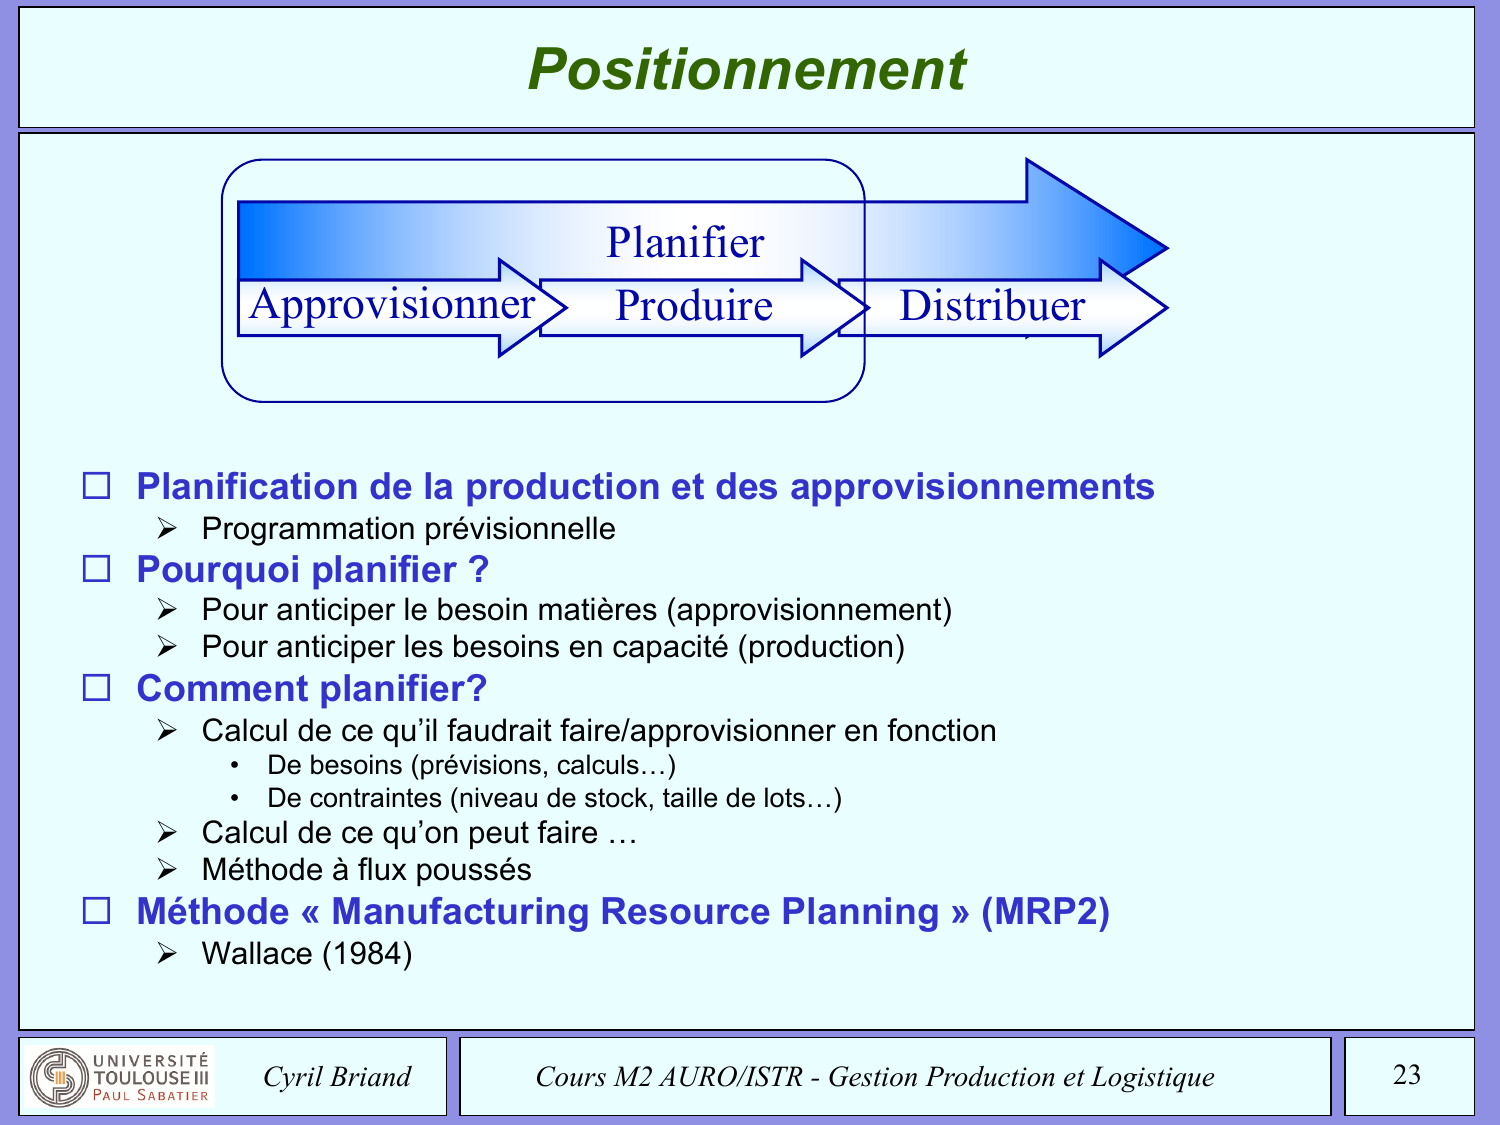 Positionnement
Planifier
Approvisionner
Produire
Distribuer
Planification de la production et des approvisionnements
Programmation prévisionnelle
Pourquoi planifier ?
Pour anticiper le besoin matières (approvisionnement)
Pour anticiper les besoins en capacité (production)
Comment planifier?
Calcul de ce qu’il faudrait faire/approvisionner en fonction
• De besoins (prévisions, calculs…)
• De contraintes (niveau de stock, taille de lots…)
Calcul de ce qu’on peut faire …
Méthode à flux poussés
Méthode « Manufacturing Resource Planning » (MRP2)
Wallace (1984)
UNIVERSITÉ
TOULOUSE III
PAUL SABATIER
Cyril Briand
Cours M2 AURO/ISTR - Gestion Production et Logistique
23